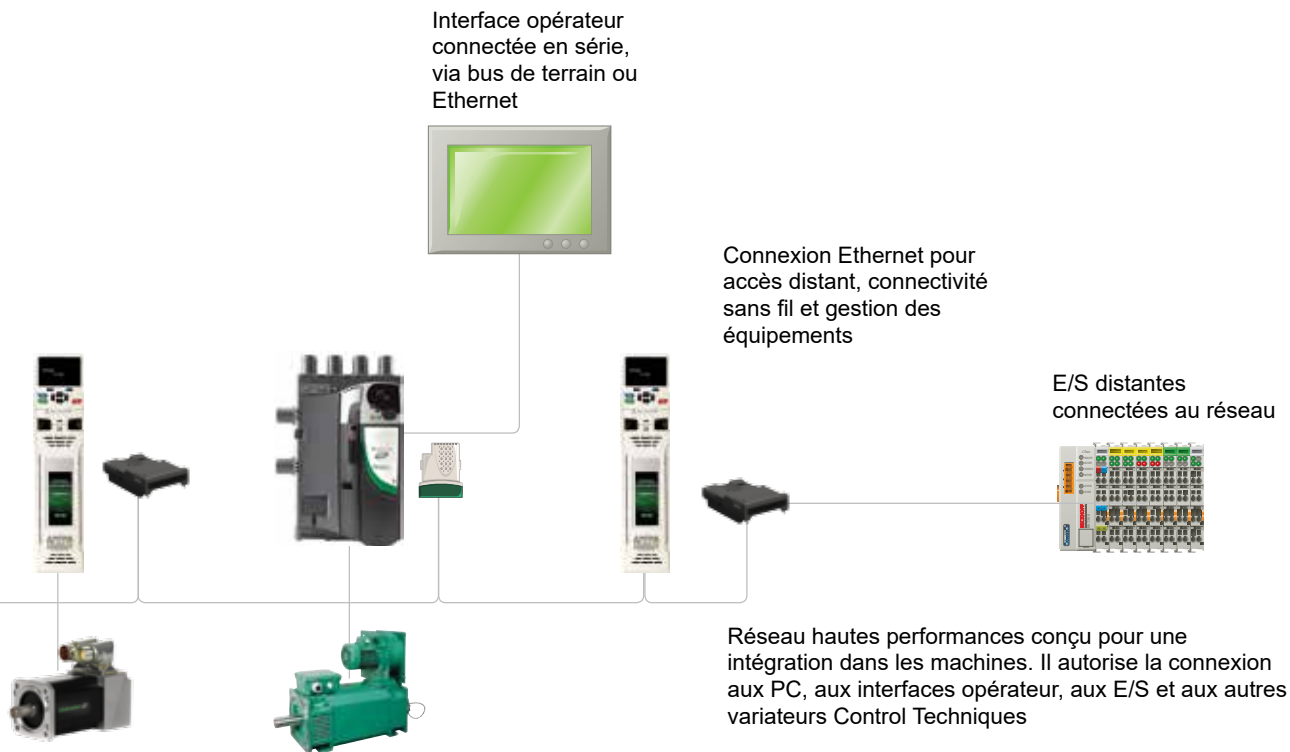 Interface opérateur
connectée en série,
via bus de terrain ou
Ethernet
Connexion Ethernet pour
accès distant, connectivité
sans fil et gestion des
équipements
E/S distantes
connectées au réseau
Réseau hautes performances conçu pour une
intégration dans les machines. Il autorise la connexion
aux PC, aux interfaces opérateur, aux E/S et aux autres
variateurs Control Techniques